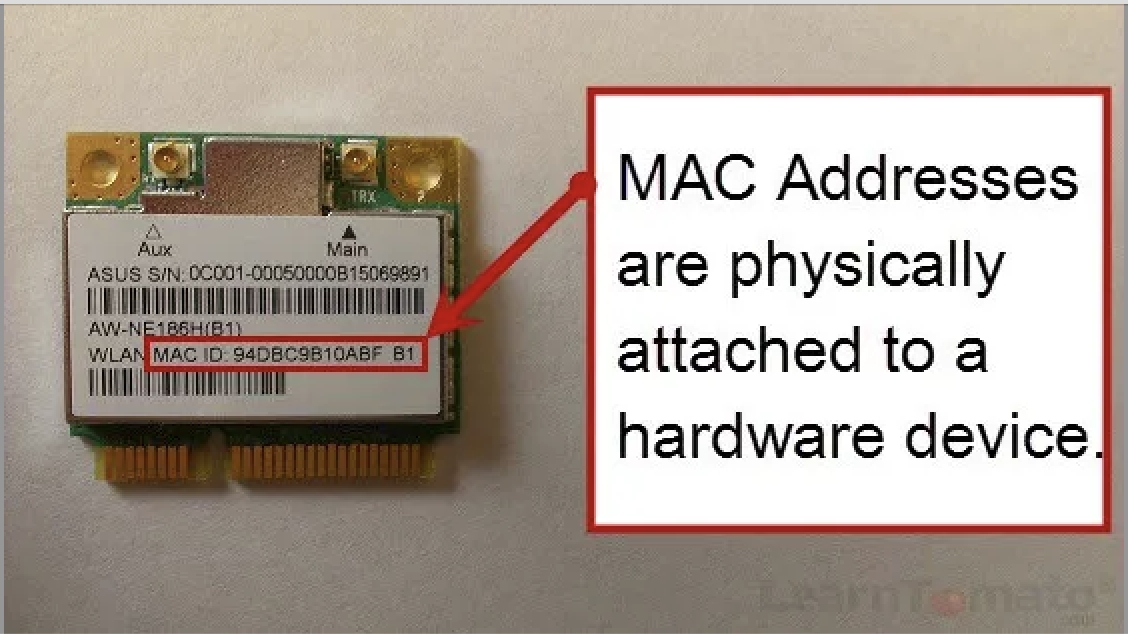 TRX
Aux
Main
ASUS S/N: 0C001-00050000B15069891
AW-NE186H(B1)
WLAN MAC ID: 94DBC9B10ABF B1
MAC Addresses
are physically
attached to a
hardware device.
LearnTomato
.com